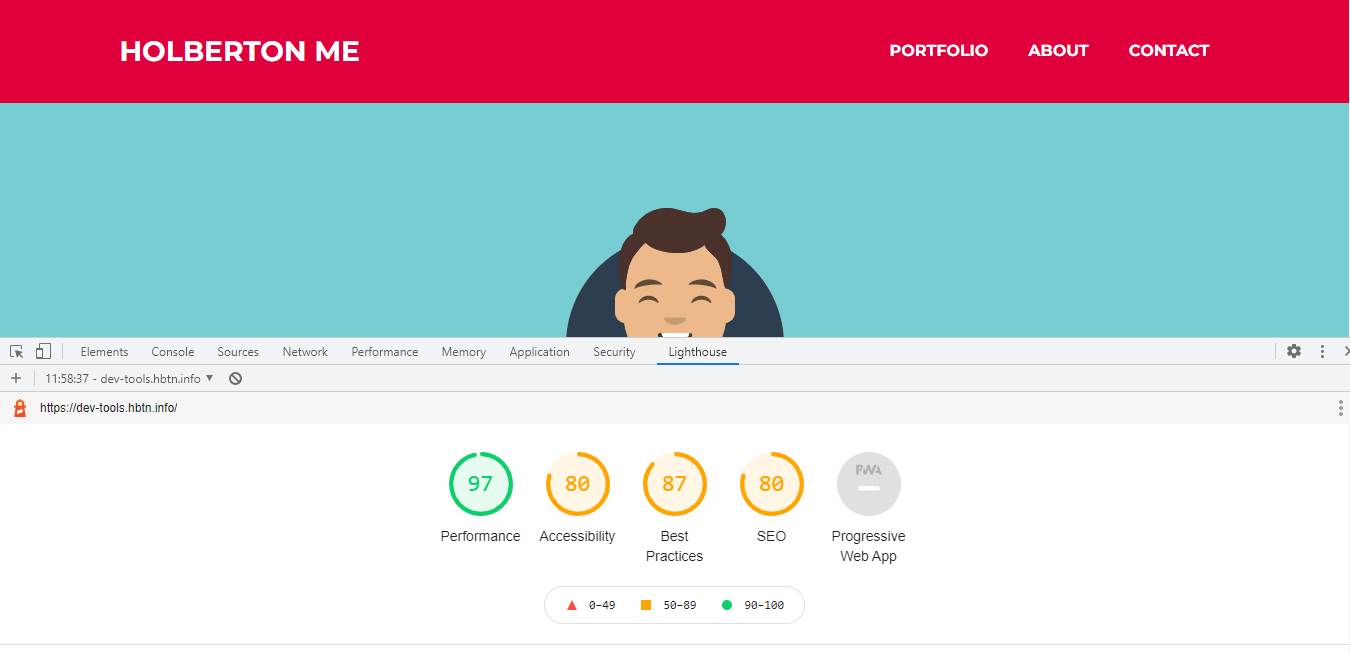 HOLBERTON ME
PORTFOLIO ABOUT CONTACT
Elements Console Sources Network Performance Memory Application Security Lighthouse
11:58:37 - dev-tools.hbtn.info
https://dev-tools.hbtn.info/
97 80 87 80 PWA
Performance Accessibility Best Practices SEO Progressive Web App
0–49 50–89 90–100